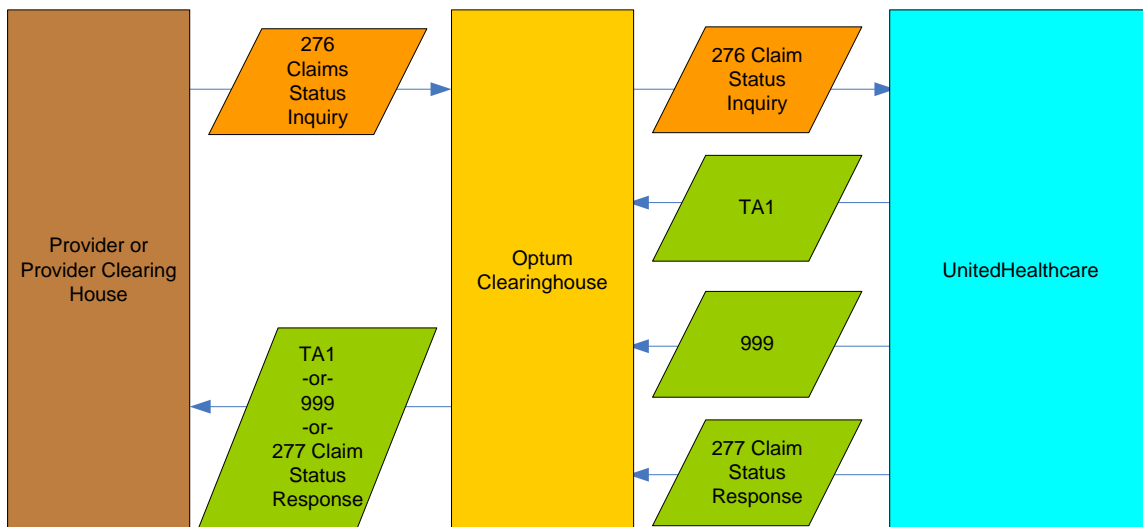 276
Claims
Status
Inquiry
276 Claim
Status
Inquiry
TA1
Provider or
Provider Clearing
House
Optum
Clearinghouse
UnitedHealthcare
999
TA1
-or-
999
-or-
277 Claim
Status
Response
277 Claim
Status
Response